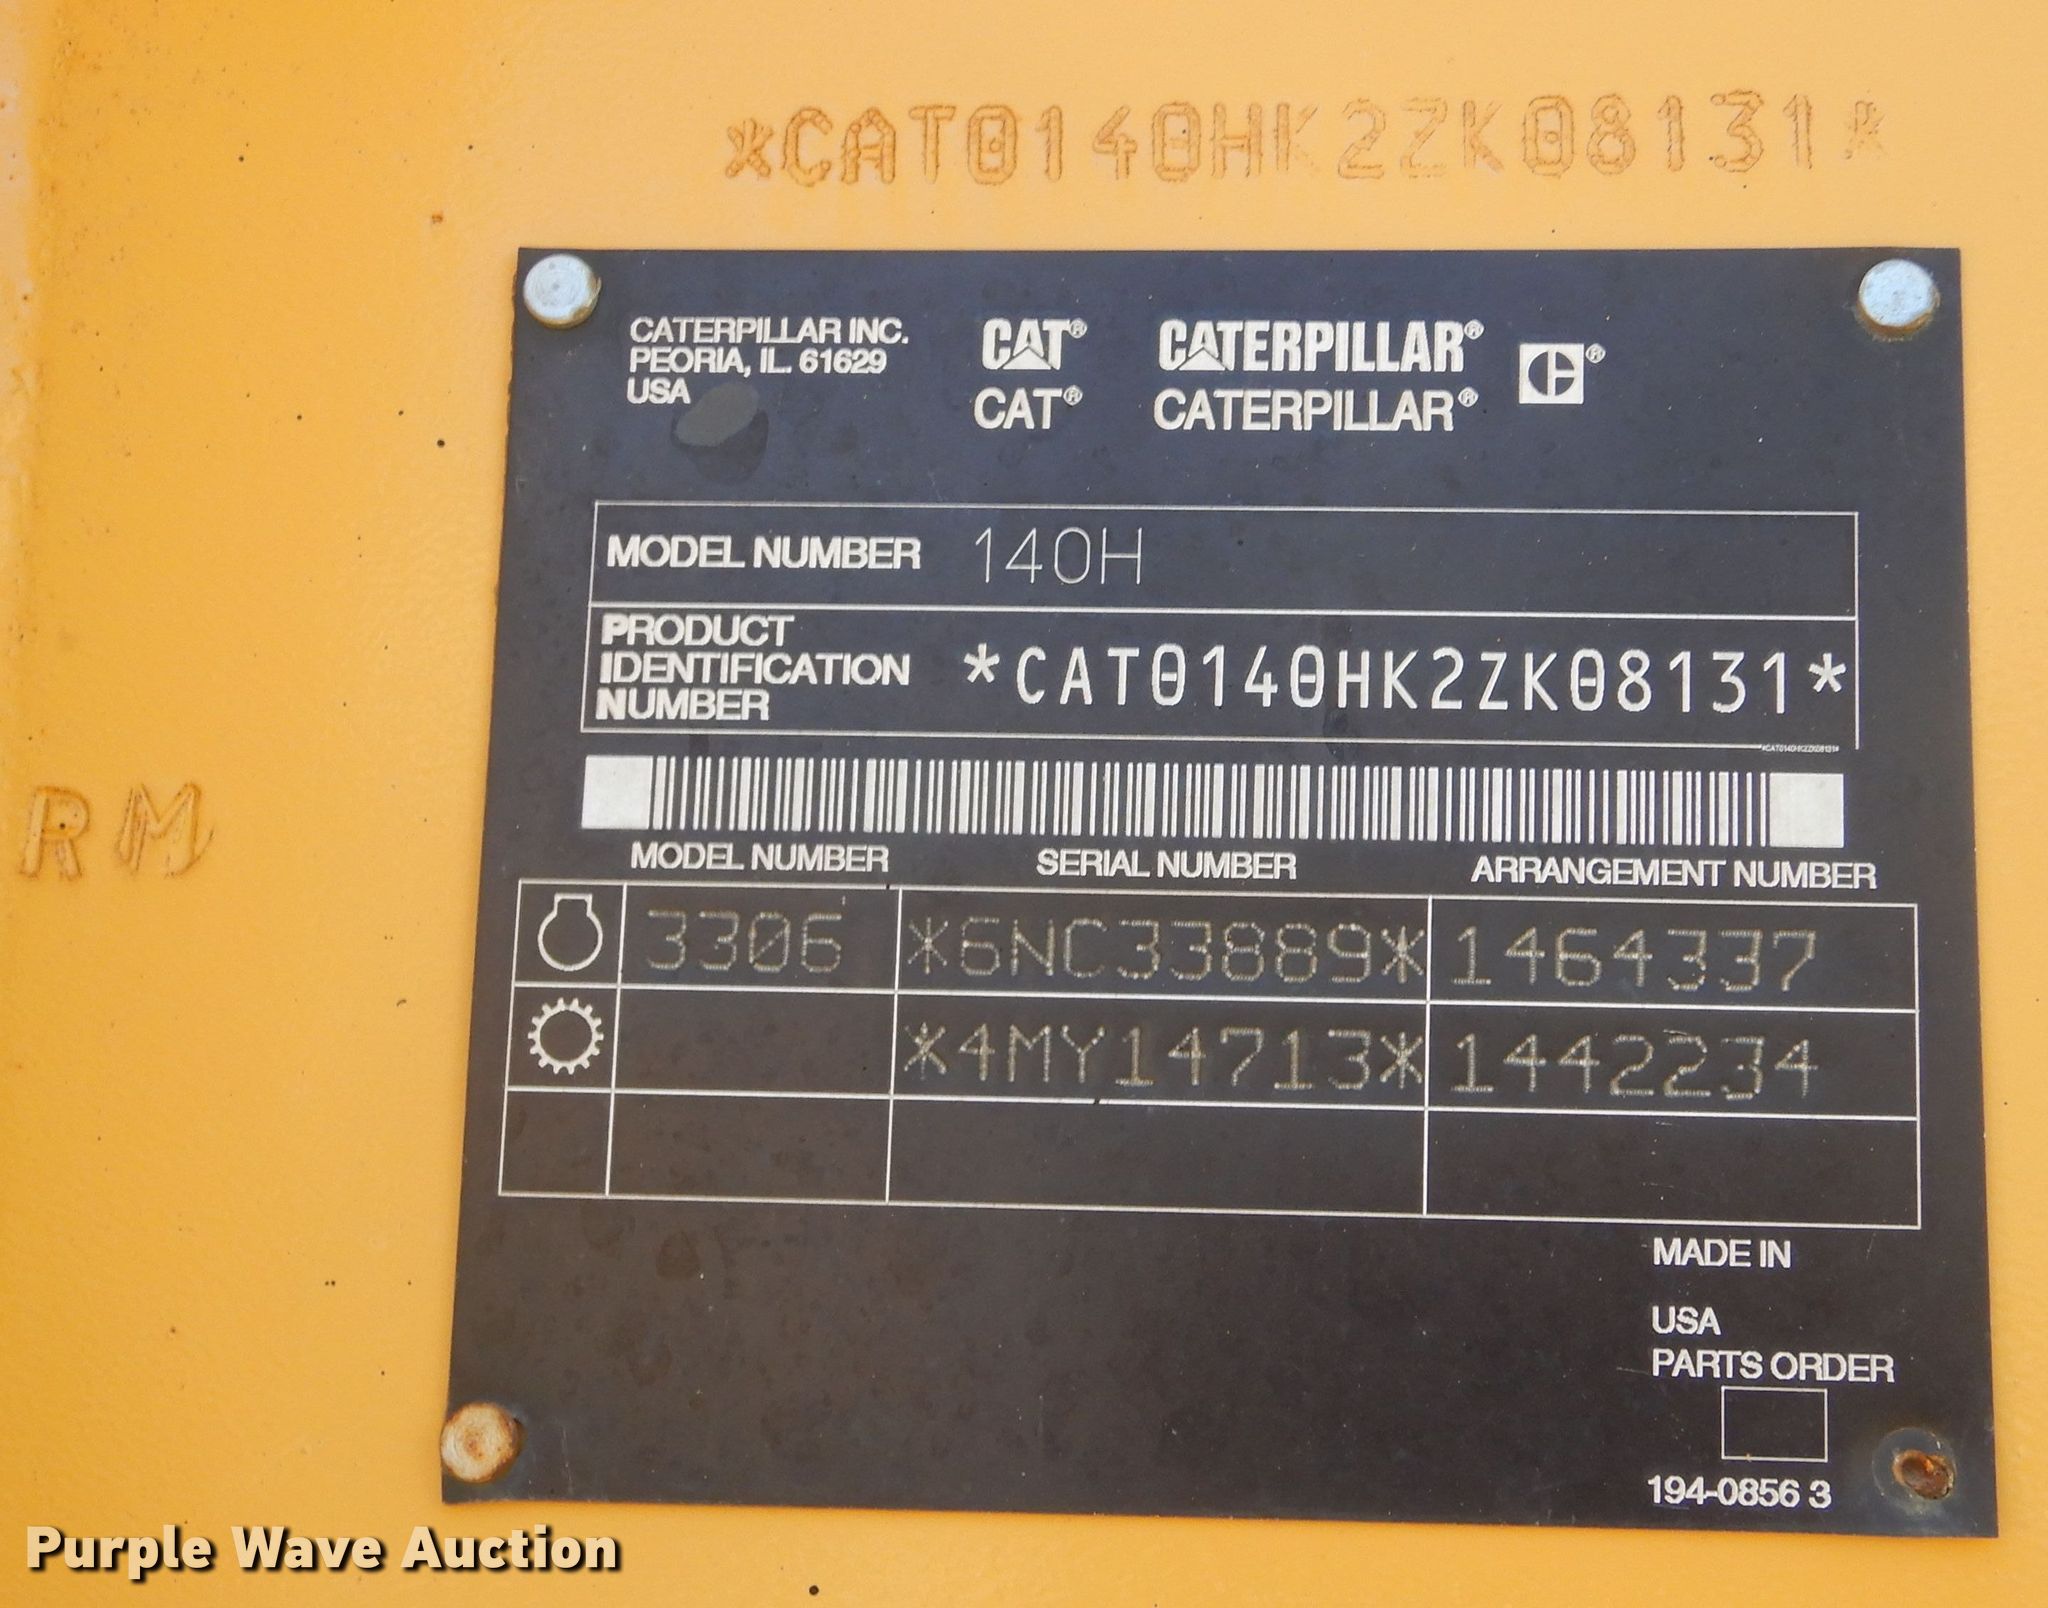 *CAT0140HK2ZK08131*
CATERPILLAR INC.
PEORIA, IL. 61629
USA
CAT® CATERPILLAR® ®
CAT® CATERPILLAR®
MODEL NUMBER 140H
PRODUCT
IDENTIFICATION
NUMBER
*CAT0140HK2ZK08131*
*CAT0140HK2ZK08131*
RM
MODEL NUMBER SERIAL NUMBER ARRANGEMENT NUMBER
3306 *6NC33889* 1464337
*4MY14713* 1442234
MADE IN
USA
PARTS ORDER
194-0856 3
Purple Wave Auction